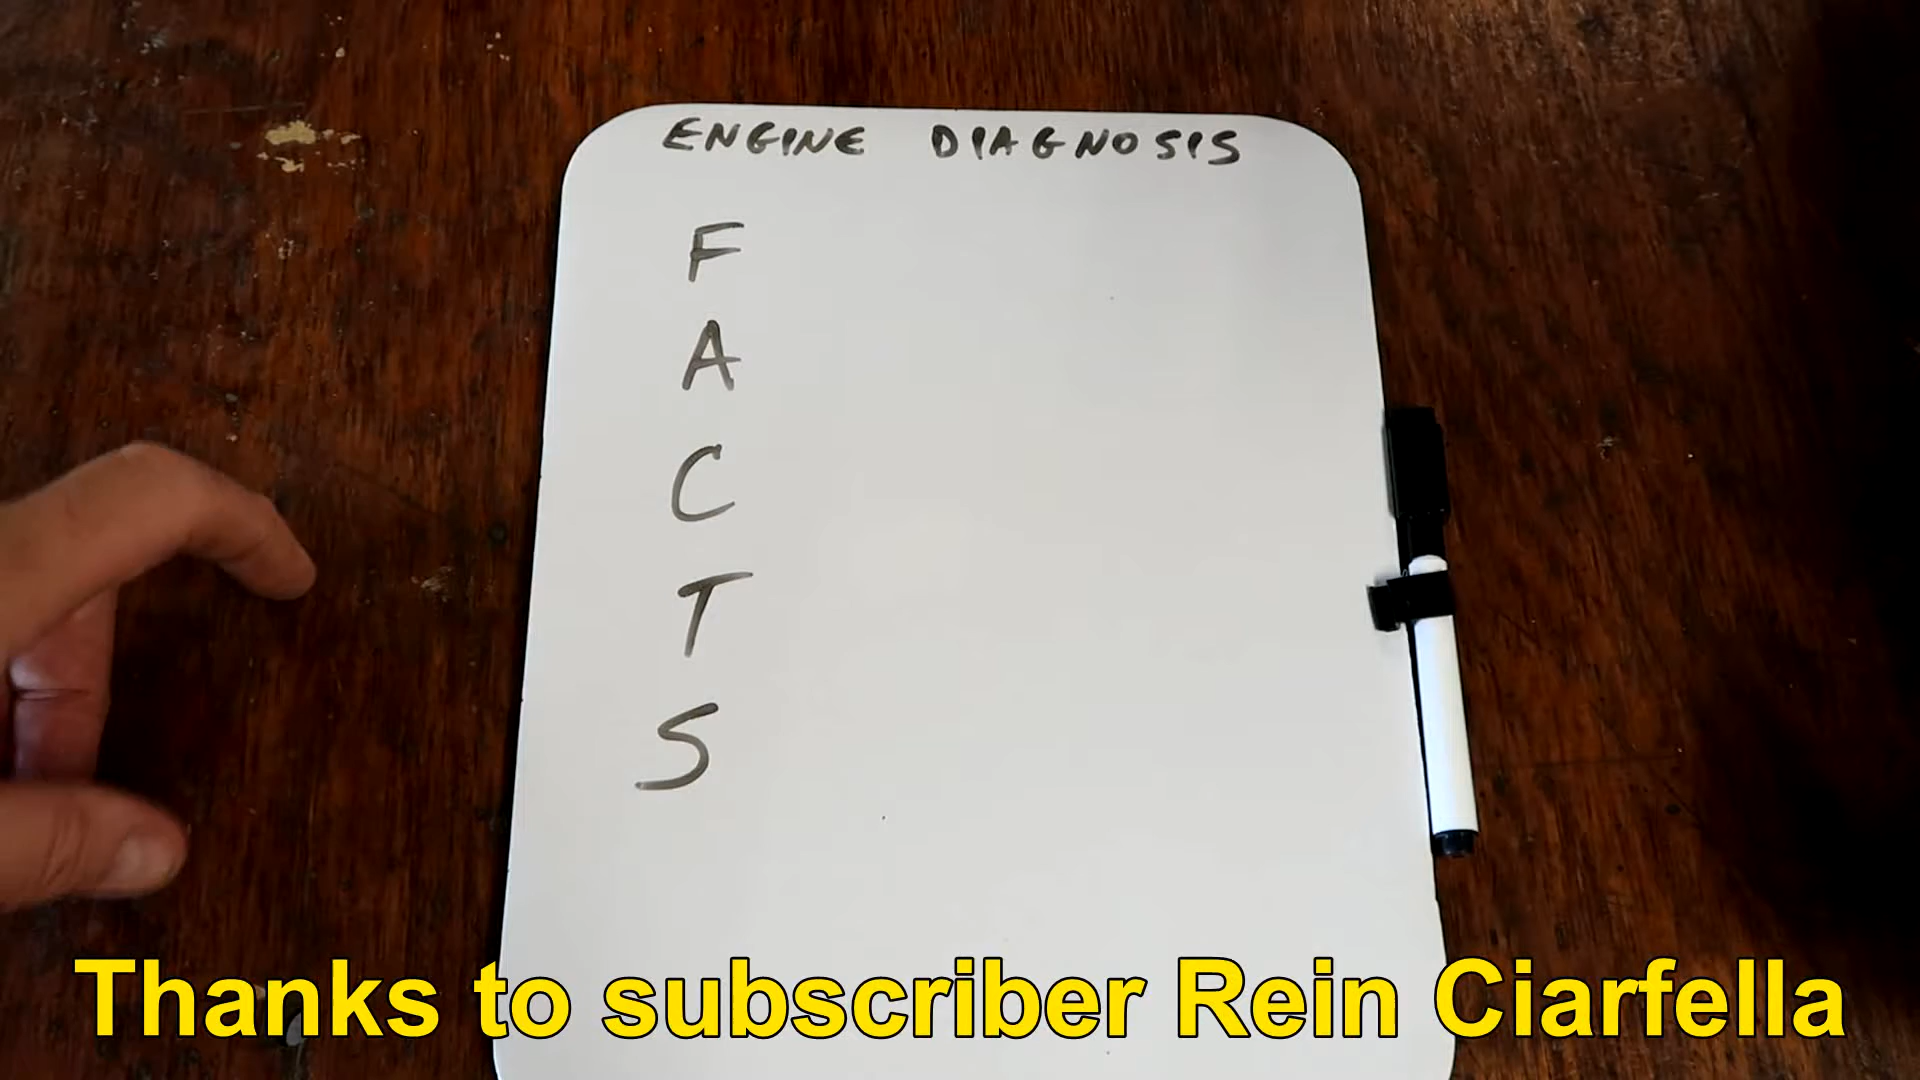 ENGINE DIAGNOSIS
F
A
C
T
S
Thanks to subscriber Rein Ciarfella